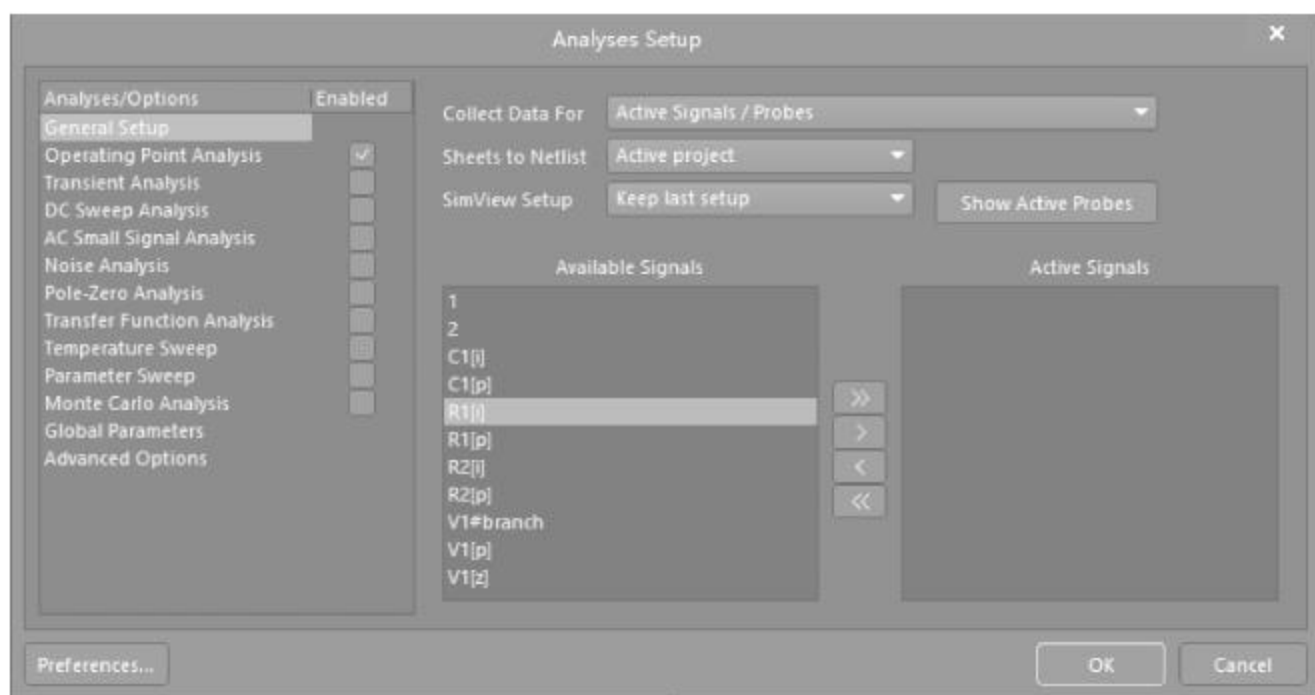 Analyses Setup
Analyses/Options Enabled
General Setup
Operating Point Analysis
Transient Analysis
DC Sweep Analysis
AC Small Signal Analysis
Noise Analysis
Pole-Zero Analysis
Transfer Function Analysis
Temperature Sweep
Parameter Sweep
Monte Carlo Analysis
Global Parameters
Advanced Options
Collect Data For Active Signals / Probes
Sheets to Netlist Active project
SimView Setup Keep last setup Show Active Probes
Available Signals
1
2
C1[i]
C1[p]
R1[i]
R1[p]
R2[i]
R2[p]
V1#branch
V1[p]
V1[z]
>>
>
<
<<
Active Signals
Preferences... OK Cancel